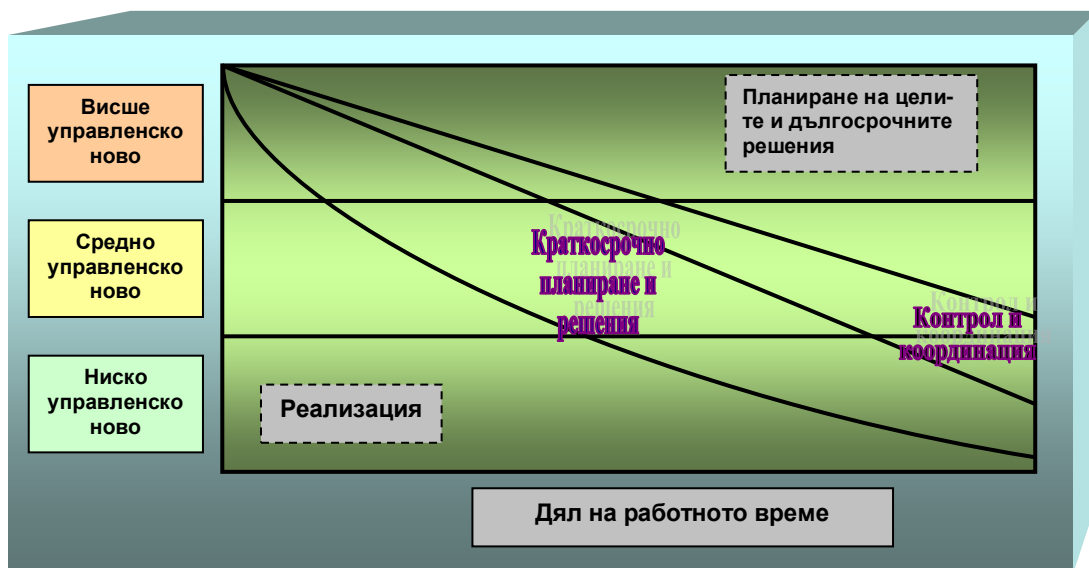 Висше
управленско
ново
Планиране на цели-
те и дългосрочните
решения
Средно
управленско
ново
Краткосрочно
планиране и
решения
Контрол и
координация
Ниско
управленско
ново
Реализация
Дял на работното време